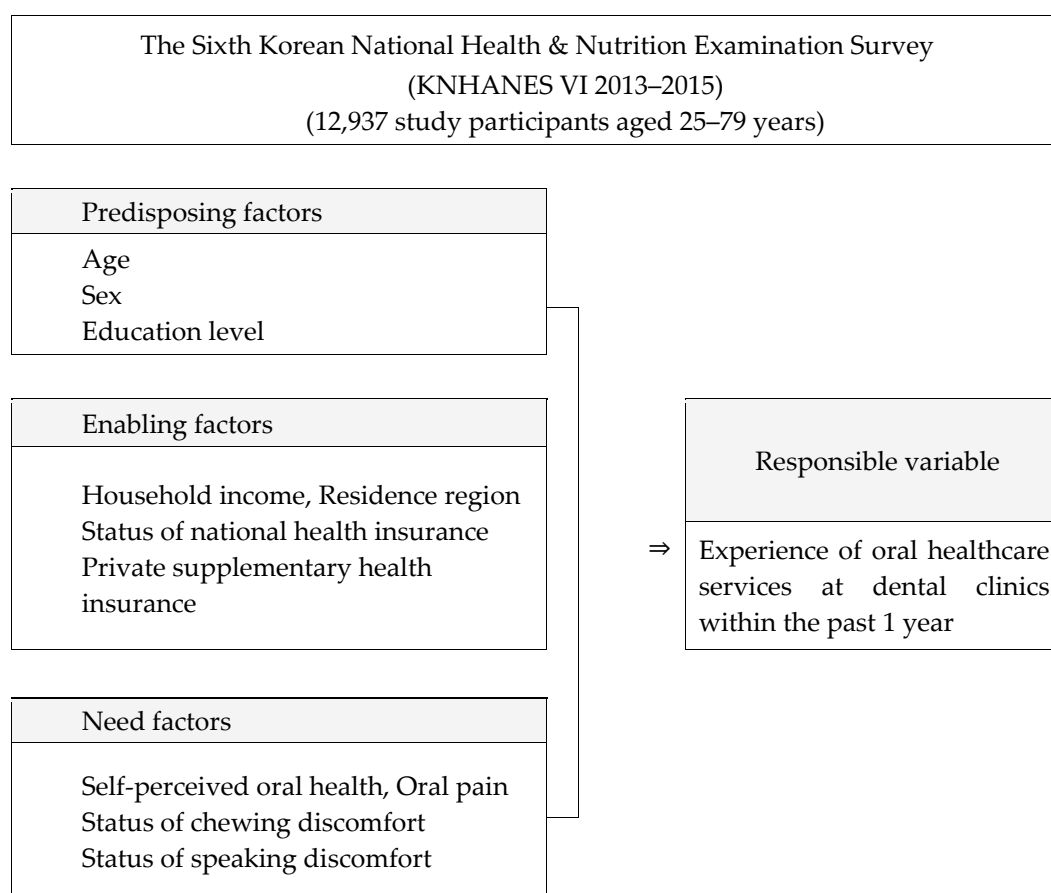 The Sixth Korean National Health & Nutrition Examination Survey
(KNHANES VI 2013–2015)
(12,937 study participants aged 25–79 years)
Predisposing factors
Age
Sex
Education level
Enabling factors
Household income, Residence region
Status of national health insurance
Private supplementary health
insurance
Responsible variable
⇒
Experience of oral healthcare
services at dental clinics
within the past 1 year
Need factors
Self-perceived oral health, Oral pain
Status of chewing discomfort
Status of speaking discomfort